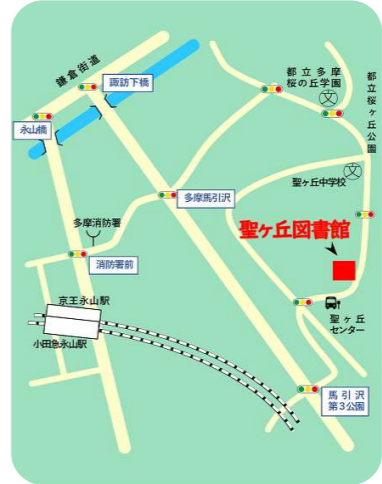 鎌倉街道
諏訪下橋
永山橋
都立多摩
桜の丘学園
文
都立桜ヶ丘公園
文
聖ヶ丘中学校
多摩馬引沢
多摩消防署
聖ヶ丘図書館
消防署前
京王永山駅
小田急永山駅
聖ヶ丘
センター
馬引沢
第3公園